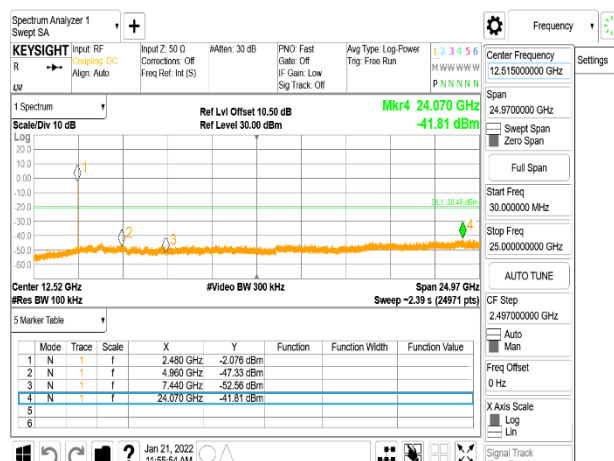 Spectrum Analyzer 1
Swept SA
+
Frequency
KEYSIGHT
R
LXI
Input: RF
Coupling: DC
Align: Auto
Input Z: 50 Ω
Corrections: Off
Freq Ref: Int (S)
#Atten: 30 dB
PNO: Fast
Gate: Off
IF Gain: Low
Sig Track: Off
Avg Type: Log-Power
Trig: Free Run
1 2 3 4 5 6
M W W W W W
P N N N N N
Center Frequency
12.515000000 GHz
Settings
Span
24.9700000 GHz
Swept Span
Zero Span
Full Span
Start Freq
30.000000 MHz
Stop Freq
25.000000000 GHz
AUTO TUNE
CF Step
2.497000000 GHz
Auto
Man
Freq Offset
0 Hz
X Axis Scale
Log
Lin
Signal Track
1 Spectrum
Scale/Div 10 dB
Ref Lvl Offset 10.50 dB
Ref Level 30.00 dBm
Mkr4 24.070 GHz
-41.81 dBm
Log
20.0
10.0
0.00
-10.0
-20.0
-30.0
-40.0
-50.0
-60.0
1
2
3
4
Center 12.52 GHz
#Res BW 100 kHz
#Video BW 300 kHz
Span 24.97 GHz
Sweep ~2.39 s (24971 pts)
5 Marker Table
Mode Trace Scale X Y Function Function Width Function Value
1 N 1 f 2.480 GHz -2.076 dBm
2 N 1 f 4.960 GHz -47.33 dBm
3 N 1 f 7.440 GHz -52.56 dBm
4 N 1 f 24.070 GHz -41.81 dBm
5
6
?
Jan 21, 2022
11:55:54 AM